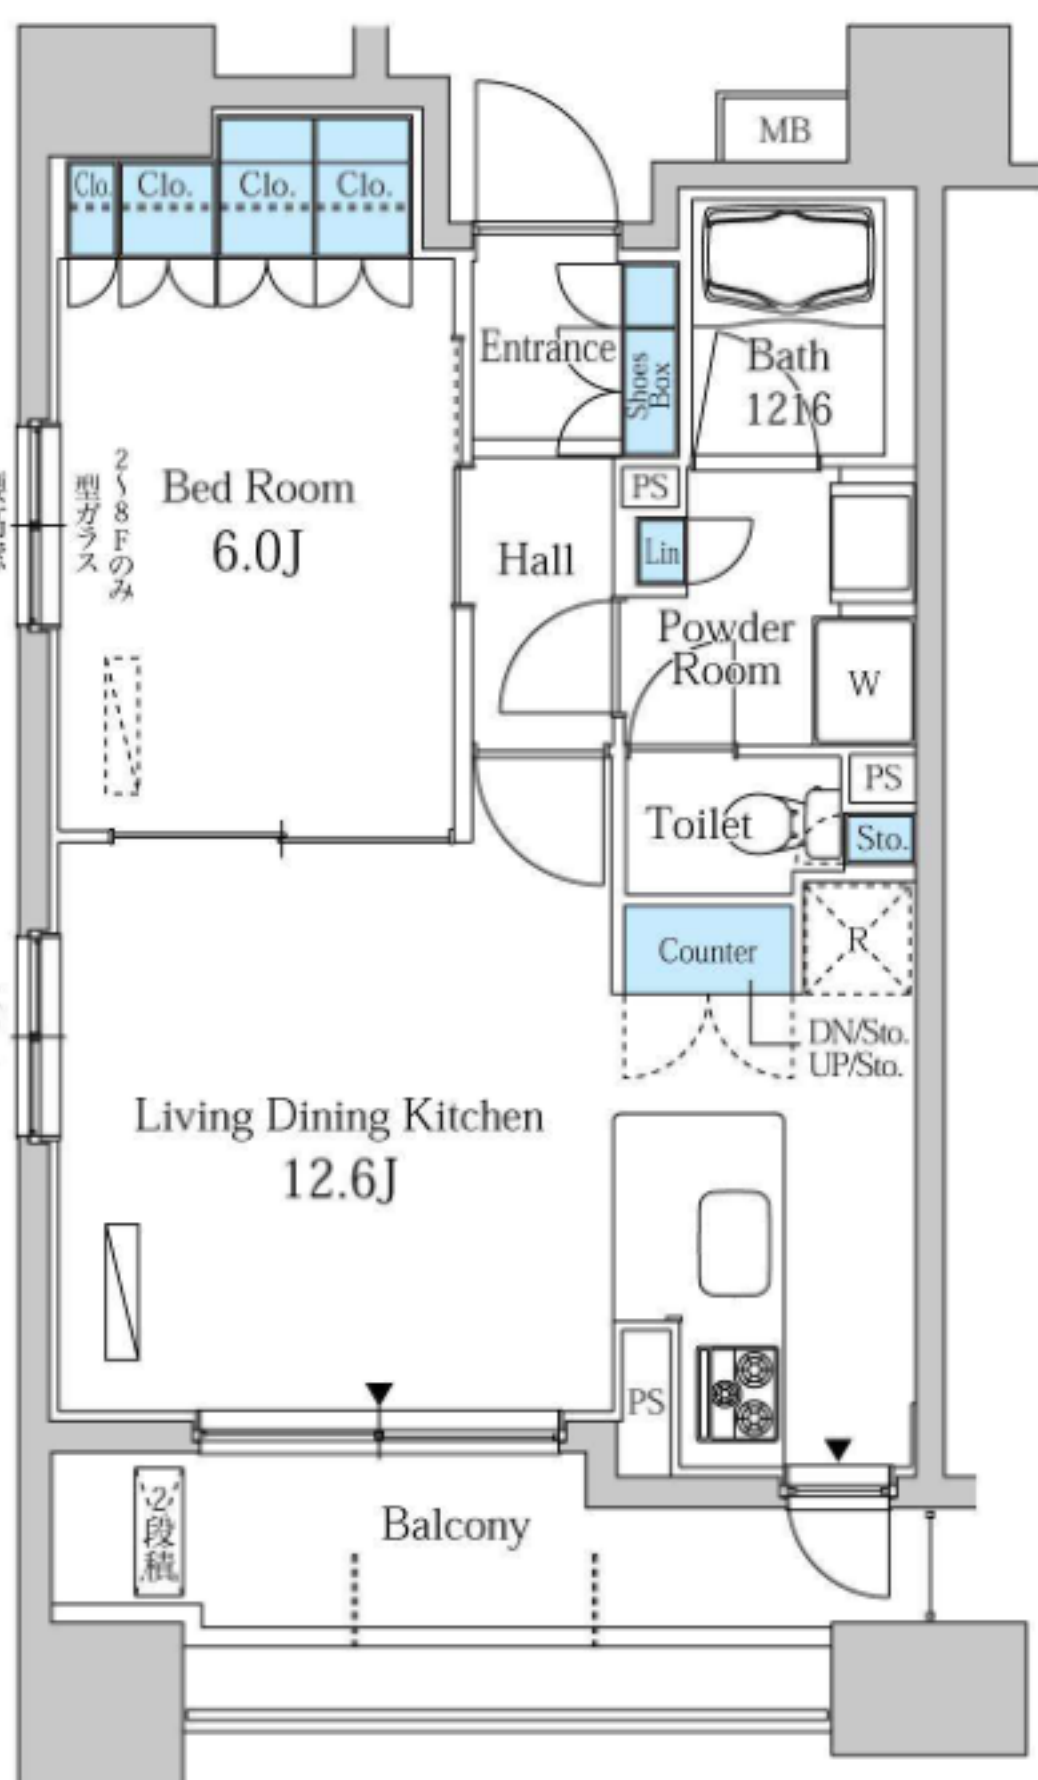 MB
Clo.
Clo.
Clo.
Clo.
Entrance
Shoes
Box
Bath
1216
PS
Bed Room
6.0J
2〜8Fのみ
型ガラス
Hall
Lin
Powder
Room
W
PS
Toilet
Sto.
Counter
R
DN/Sto.
UP/Sto.
Living Dining Kitchen
12.6J
PS
Balcony
2段積